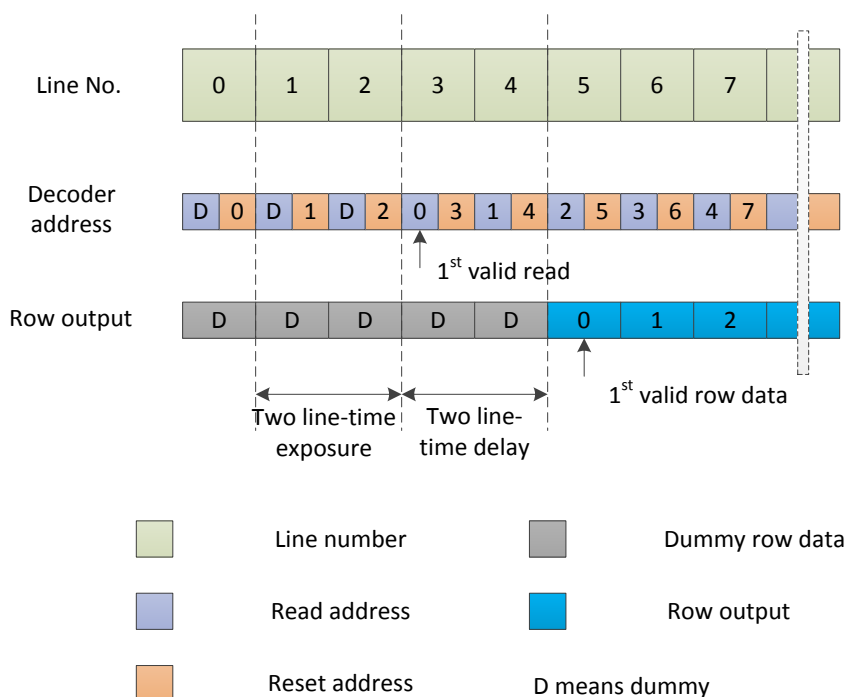 Line No. 0 1 2 3 4 5 6 7
Decoder
address
D 0 D 1 D 2 0 3 1 4 2 5 3 6 4 7
1st valid read
Row output D D D D D 0 1 2
1st valid row data
Two line-time
exposure
Two line-
time delay
Line number
Dummy row data
Read address
Row output
Reset address
D means dummy